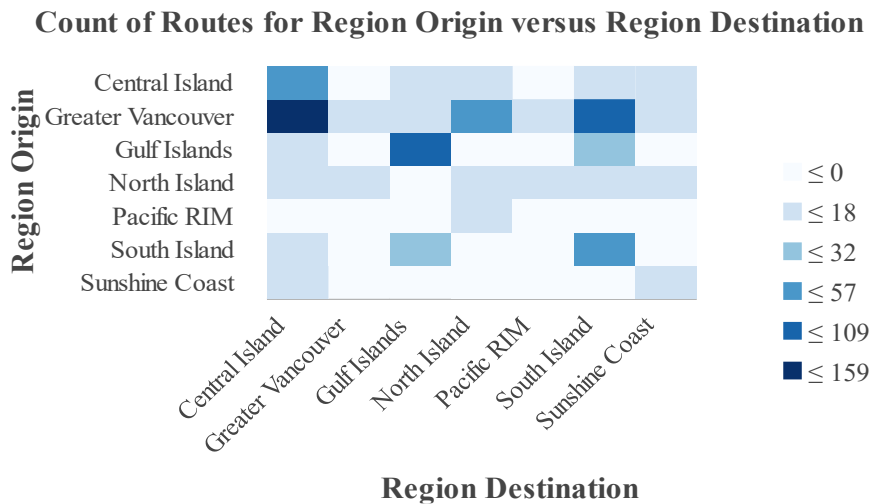 Count of Routes for Region Origin versus Region Destination
Region Origin
Central Island
Greater Vancouver
Gulf Islands
North Island
Pacific RIM
South Island
Sunshine Coast
Central Island
Greater Vancouver
Gulf Islands
North Island
Pacific RIM
South Island
Sunshine Coast
Region Destination
≤ 0
≤ 18
≤ 32
≤ 57
≤ 109
≤ 159